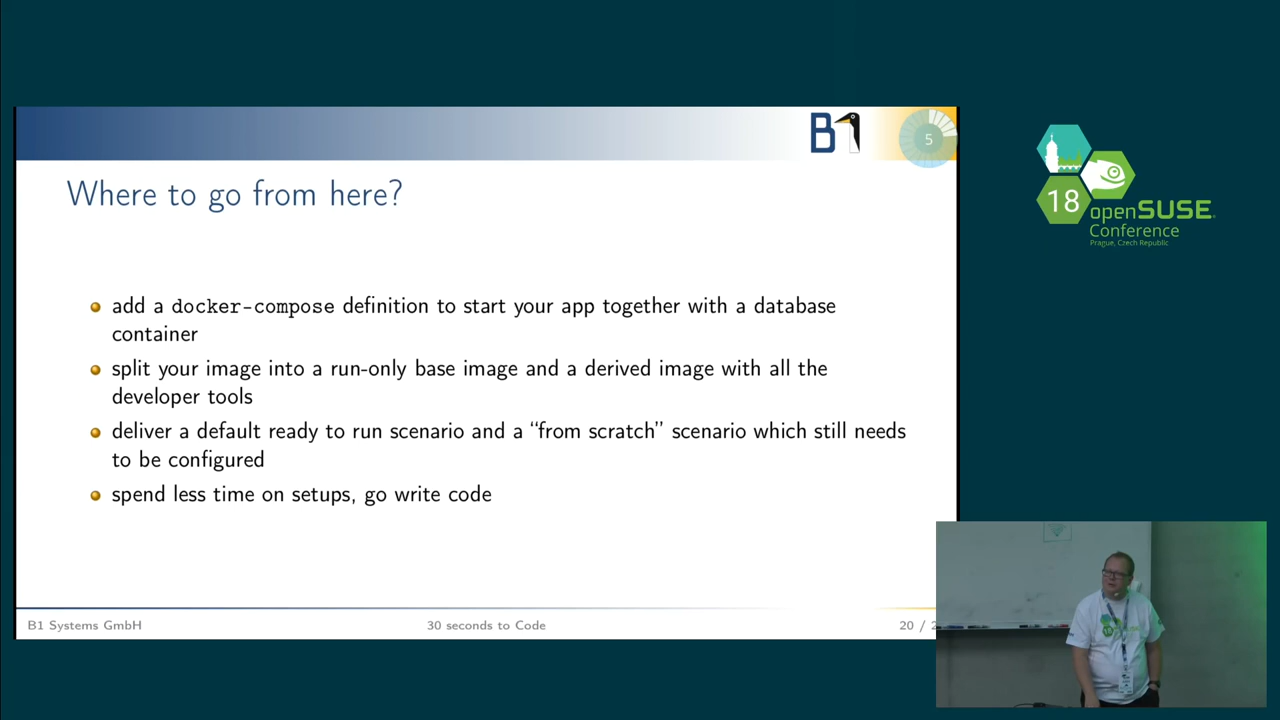 B1
5
Where to go from here?
add a docker-compose definition to start your app together with a database
container
split your image into a run-only base image and a derived image with all the
developer tools
deliver a default ready to run scenario and a “from scratch” scenario which still needs
to be configured
spend less time on setups, go write code
B1 Systems GmbH
30 seconds to Code
20 /
18
openSUSE
Conference
Prague, Czech Republic